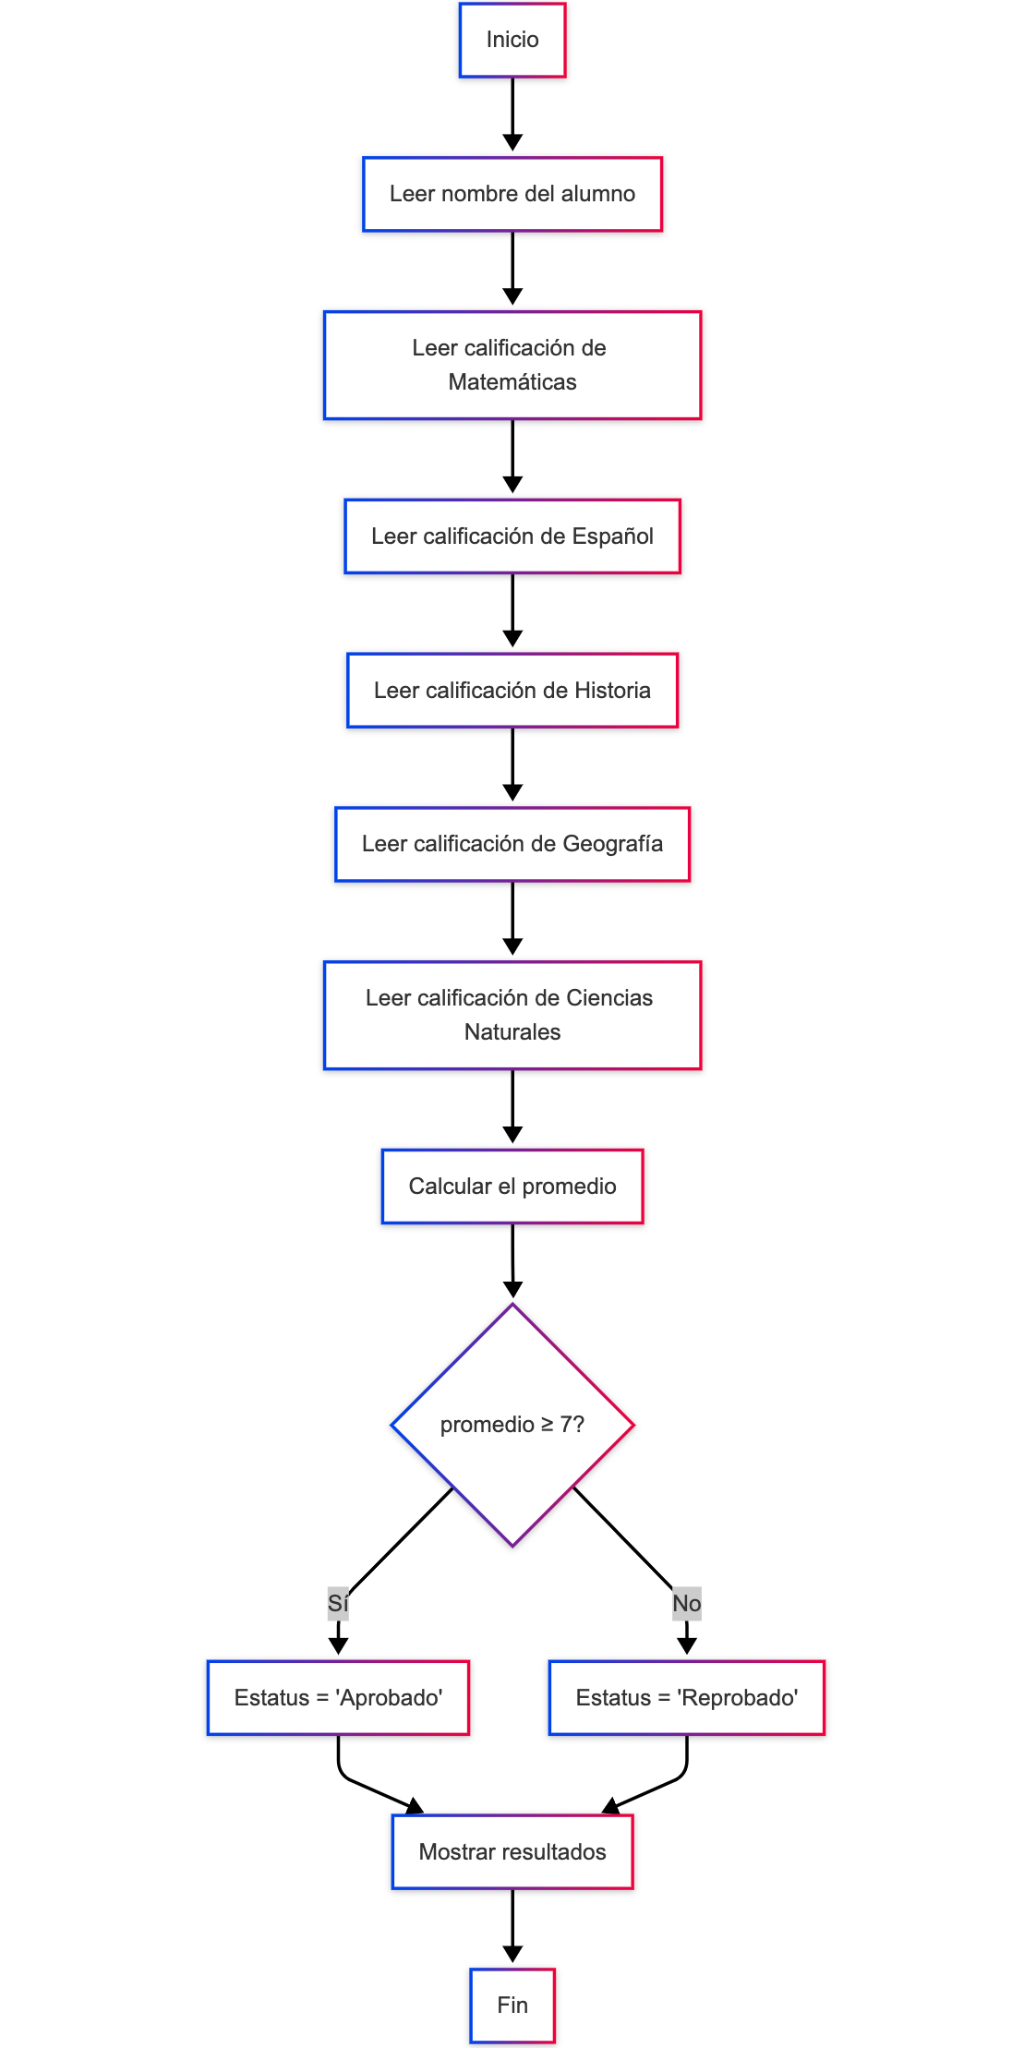 Inicio
Leer nombre del alumno
Leer calificación de
Matemáticas
Leer calificación de Español
Leer calificación de Historia
Leer calificación de Geografía
Leer calificación de Ciencias
Naturales
Calcular el promedio
promedio ≥ 7?
Sí
No
Estatus = 'Aprobado'
Estatus = 'Reprobado'
Mostrar resultados
Fin